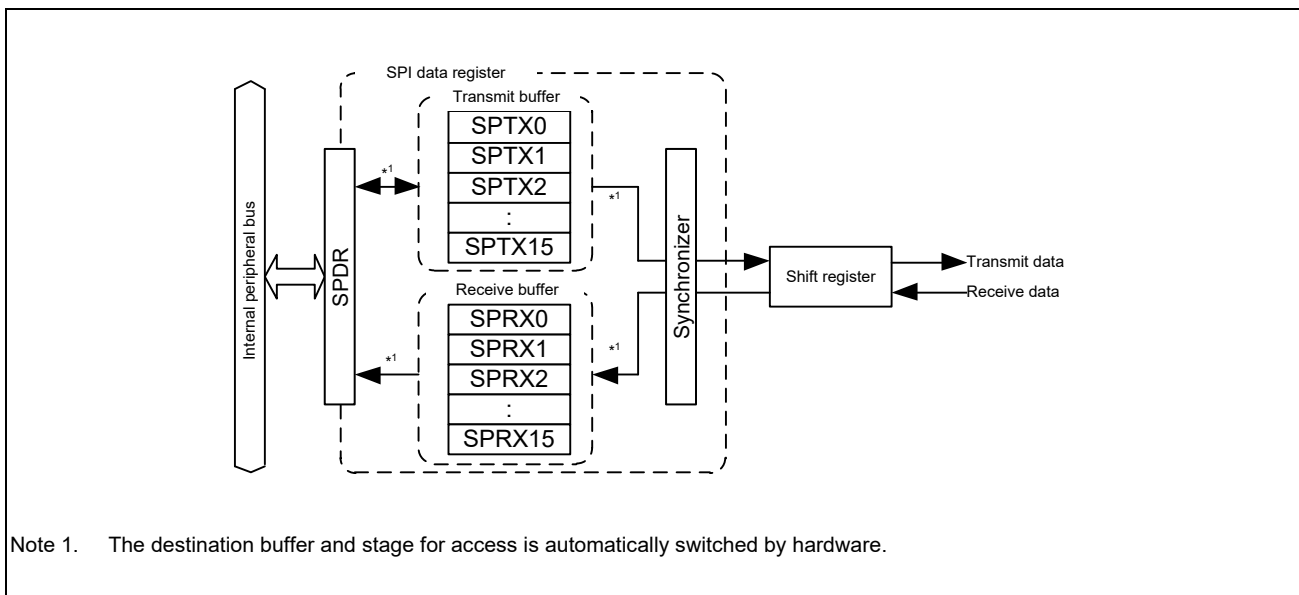 SPI data register
Transmit buffer
SPTX0
SPTX1
SPTX2
:
SPTX15
*1
*1
Internal peripheral bus
SPDR
Synchronizer
Shift register
Transmit data
Receive data
Receive buffer
SPRX0
SPRX1
SPRX2
:
SPRX15
*1
*1
Note 1. The destination buffer and stage for access is automatically switched by hardware.